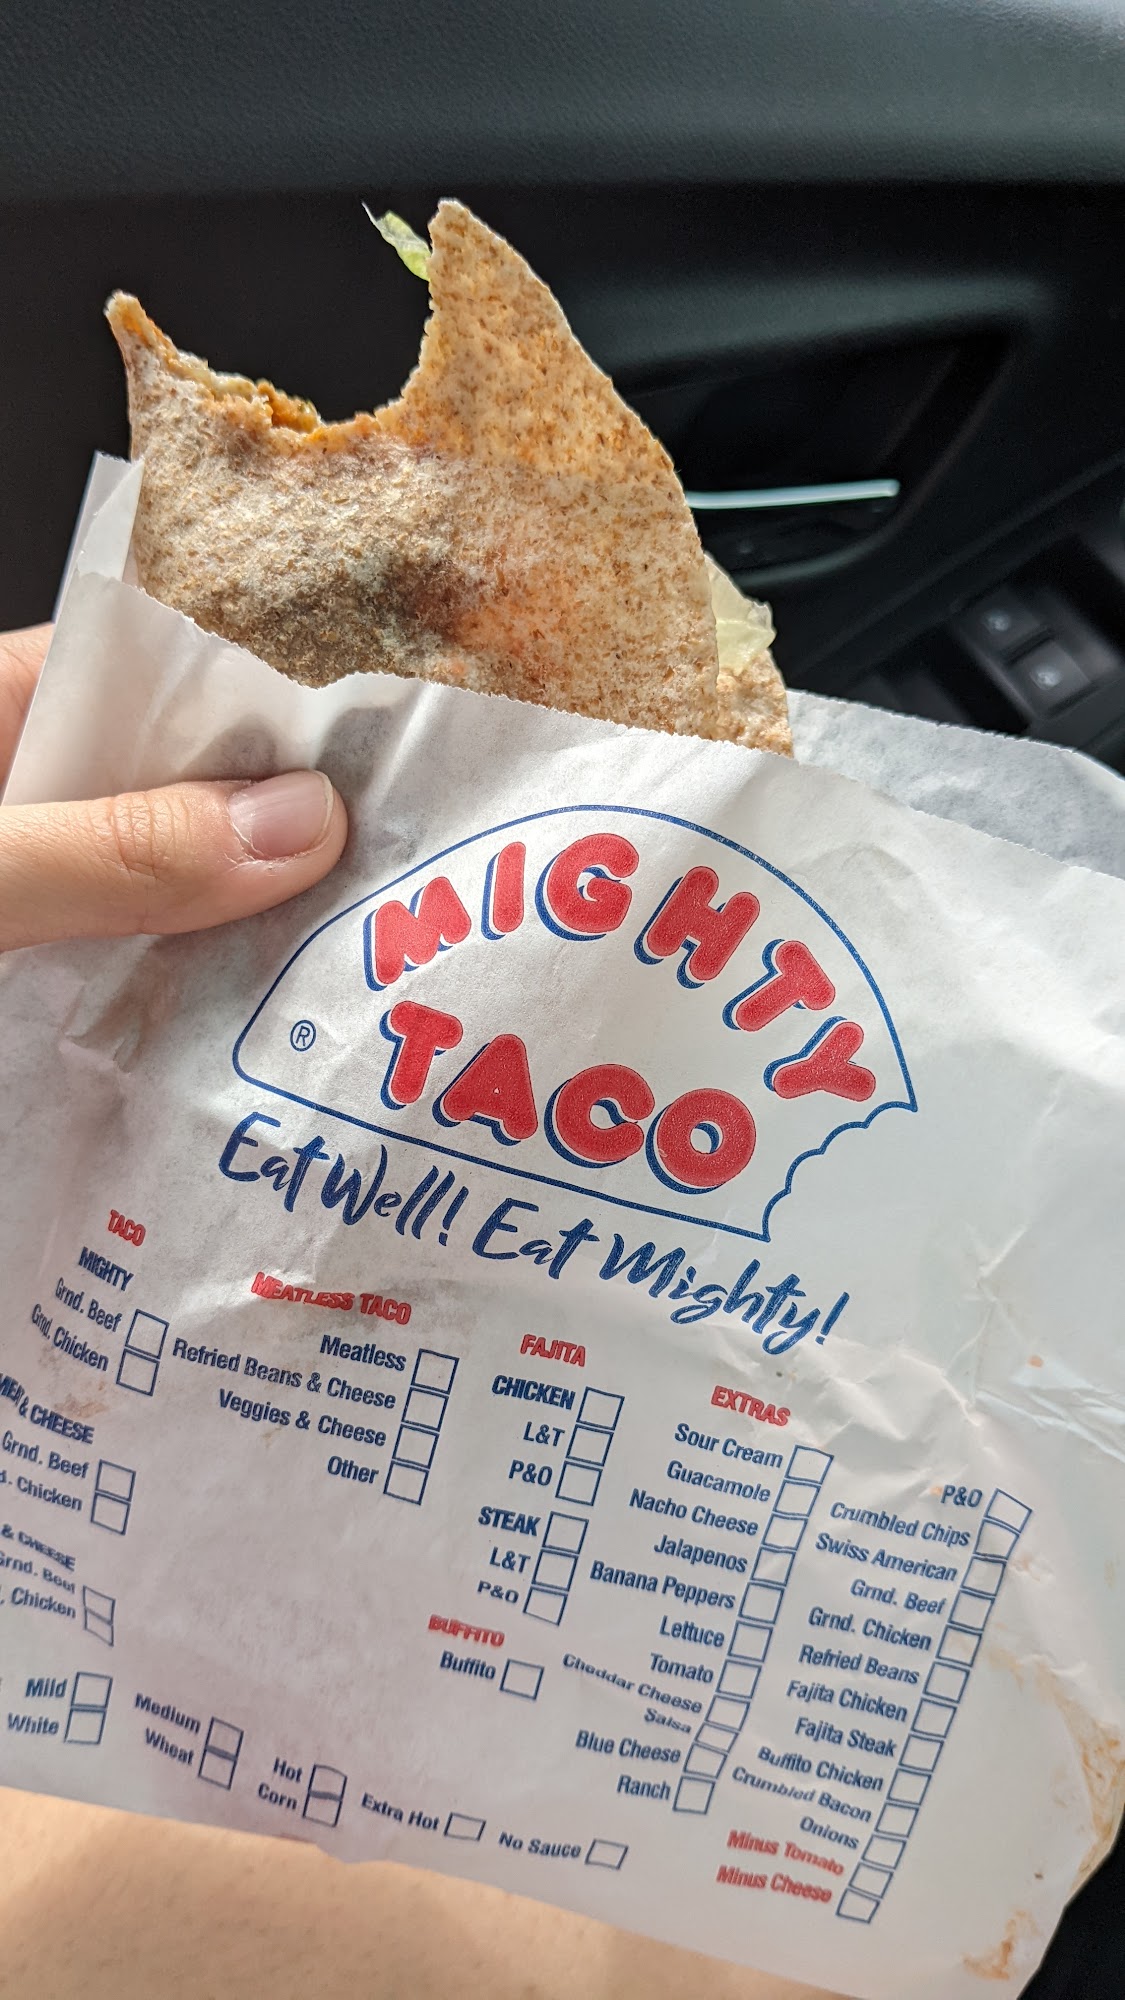 MIGHTY
TACO
®
Eat Well! Eat Mighty!
TACO
MIGHTY
Grnd. Beef
Grnd. Chicken
& CHEESE
Grnd. Beef
Chicken
& CHEESE
Grnd. Beef
Chicken
MEATLESS TACO
Meatless
Refried Beans & Cheese
Veggies & Cheese
Other
FAJITA
CHICKEN
L&T
P&O
STEAK
L&T
P&O
BUFFITO
Buffito
EXTRAS
Sour Cream
Guacamole
Nacho Cheese
Jalapenos
Banana Peppers
Lettuce
Tomato
Cheddar Cheese
Salsa
Blue Cheese
Ranch
P&O
Crumbled Chips
Swiss American
Grnd. Beef
Grnd. Chicken
Refried Beans
Fajita Chicken
Fajita Steak
Buffito Chicken
Crumbled Bacon
Onions
Minus Tomato
Minus Cheese
Mild Medium Hot Extra Hot No Sauce
White Wheat Corn